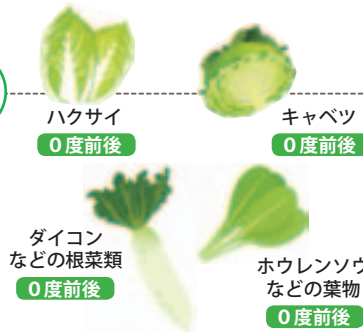 ハクサイ
0度前後
キャベツ
0度前後
ダイコン
などの根菜類
0度前後
ホウレンソウ
などの葉物
0度前後